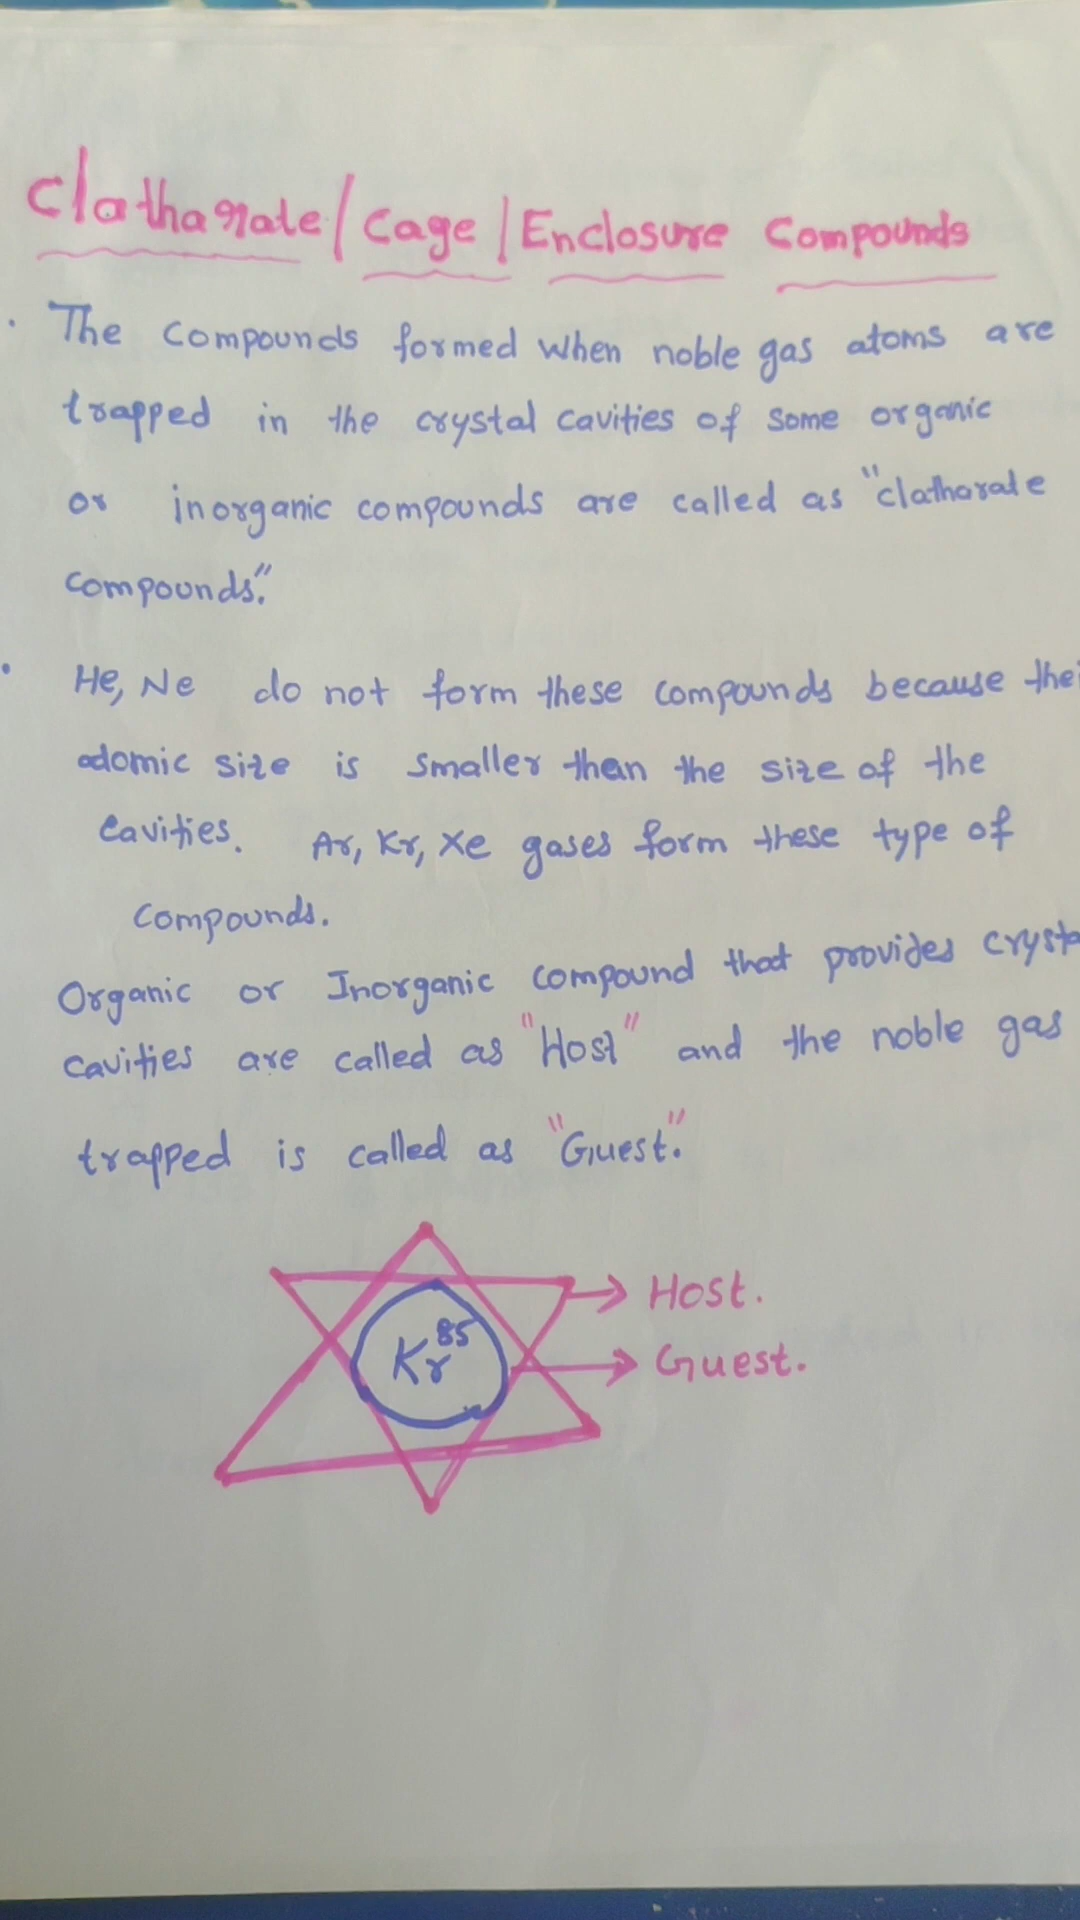 Clatharate/Cage/Enclosure Compounds
• The Compounds formed when noble gas atoms are
trapped in the crystal cavities of some organic
or inorganic compounds are called as "clatharate
compounds".
• He, Ne do not form these compounds because thei
atomic size is smaller than the size of the
cavities. Ar, Kr, Xe gases form these type of
compounds.
Organic or Inorganic compound that provides crysta
cavities are called as "Host" and the noble gas
trapped is called as "Guest".
Host.
Kr85
Guest.